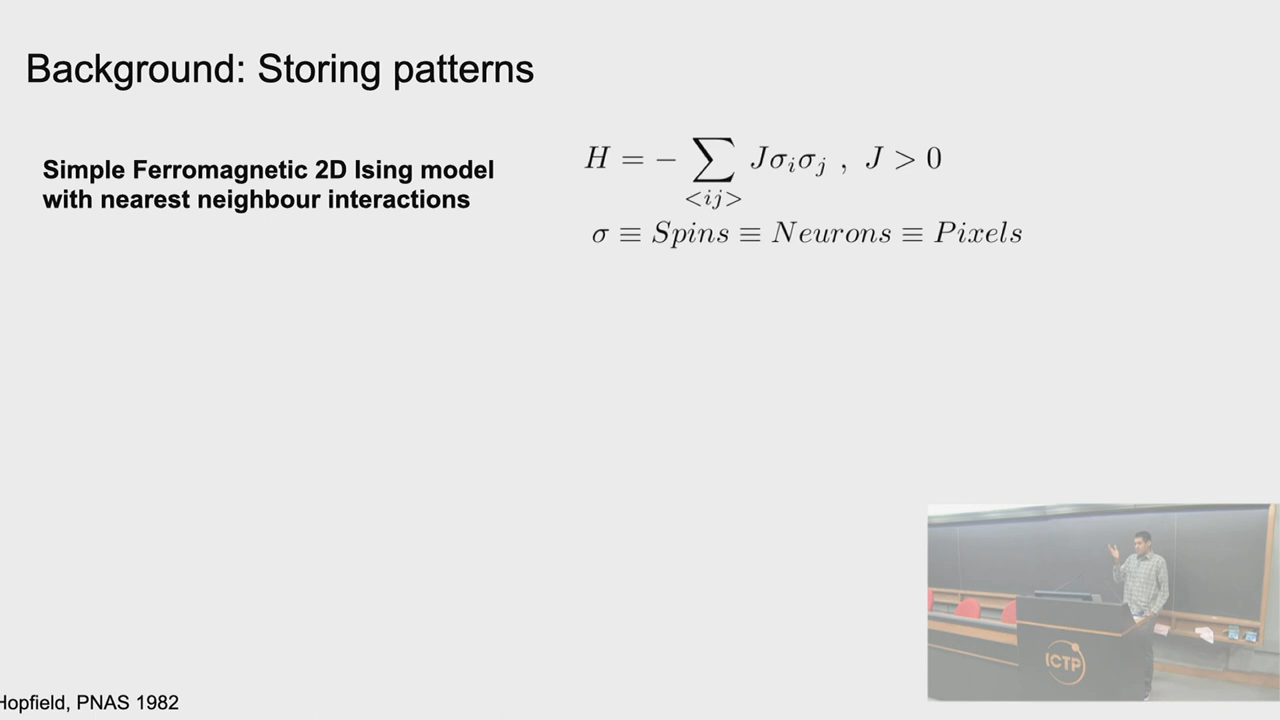 Background: Storing patterns
Simple Ferromagnetic 2D Ising model
with nearest neighbour interactions
H = − ∑ Jσᵢσⱼ , J > 0
<ij>
σ ≡ Spins ≡ Neurons ≡ Pixels
ICTP
Hopfield, PNAS 1982